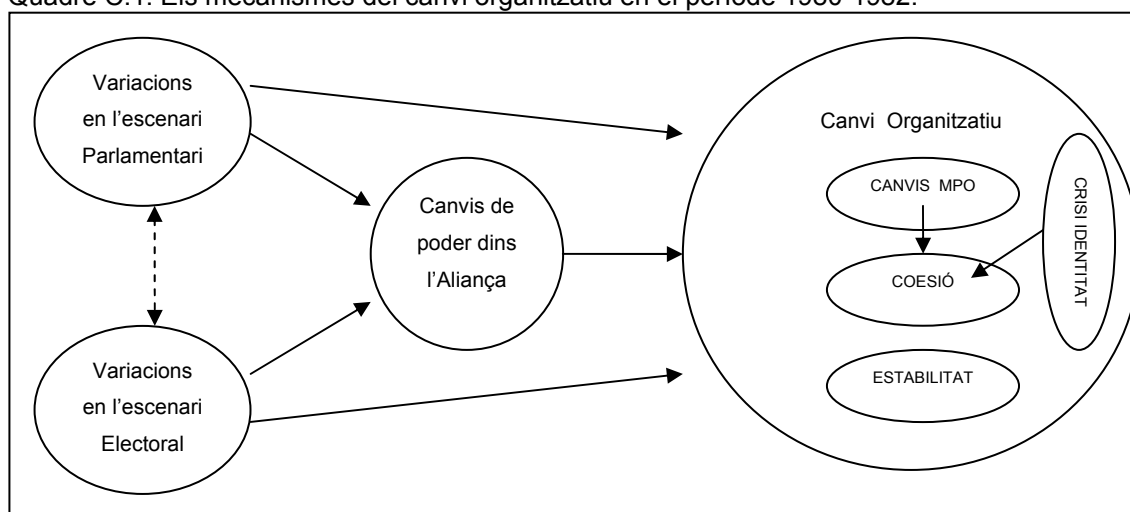 Quadre C.1. Els mecanismes del canvi organitzatiu en el període 1980-1982.
Variacions
en l'escenari
Parlamentari
Canvis de
poder dins
l'Aliança
Variacions
en l'escenari
Electoral
Canvi Organitzatiu
CANVIS MPO
COESIÓ
ESTABILITAT
CRISI IDENTITAT